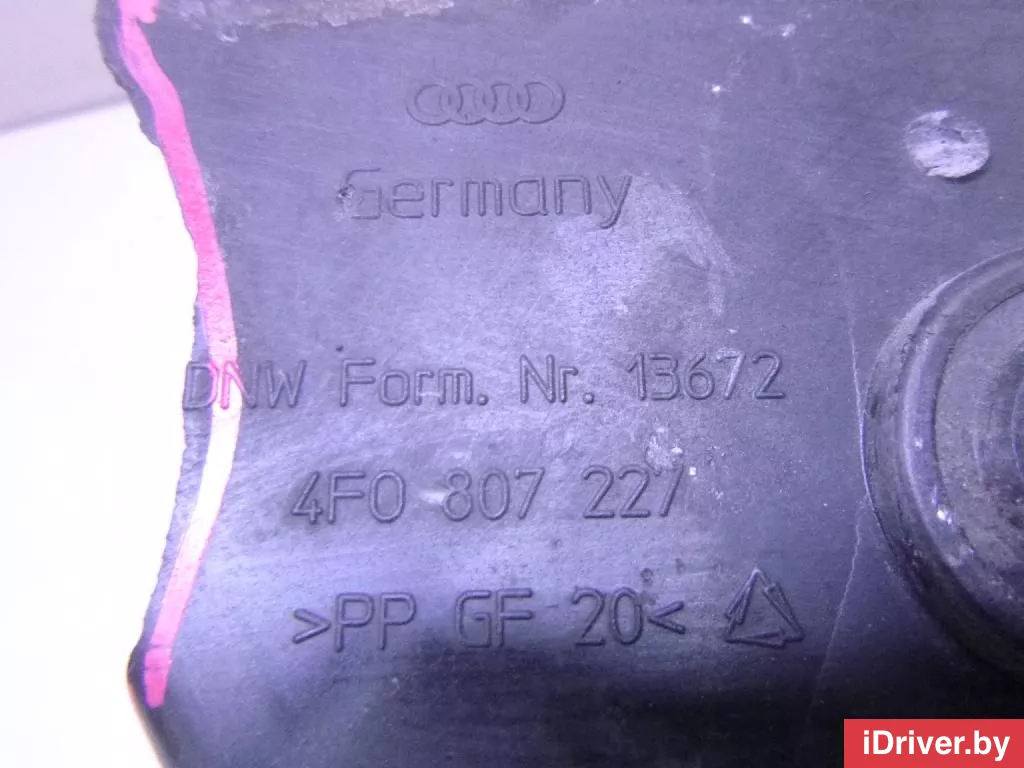 Germany
DNW Form. Nr. 13672
4F0 807 227
>PP GF 20<
iDriver.by